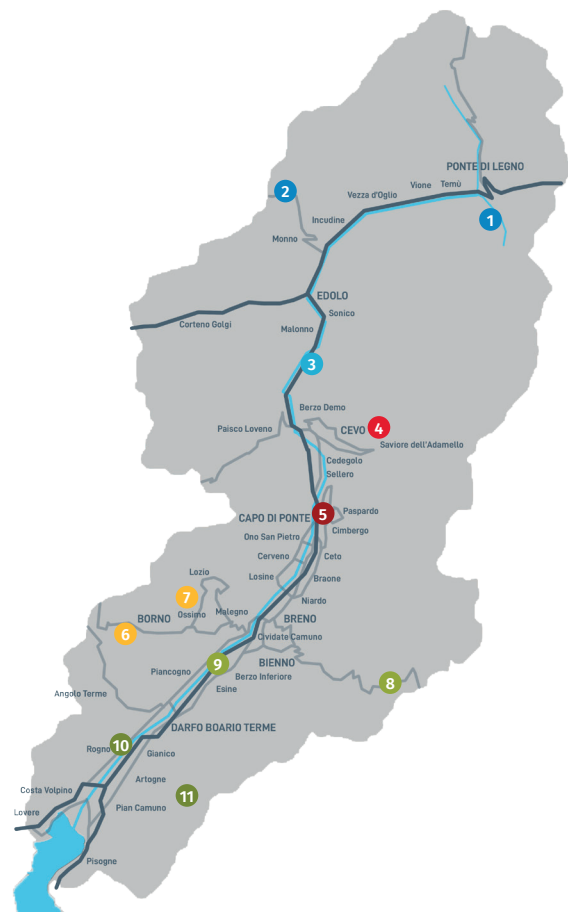 PONTE DI LEGNO
Temù
Vione
Vezza d'Oglio
2
1
Incudine
Monno
EDOLO
Sonico
Corteno Golgi
Malonno
3
Berzo Demo
Paisco Loveno
CEVO
4
Saviore dell'Adamello
Cedegolo
Sellero
CAPO DI PONTE
5
Paspardo
Cimbergo
Ono San Pietro
Cerveno
Ceto
Losine
Braone
Lozio
Niardo
7
Ossimo
Malegno
BORNO
BRENO
6
Cividate Camuno
BIENNO
9
Piancogno
Berzo Inferiore
Esine
8
Angolo Terme
DARFO BOARIO TERME
10
Rogno
Gianico
Artogne
Costa Volpino
11
Pian Camuno
Lovere
Pisogne